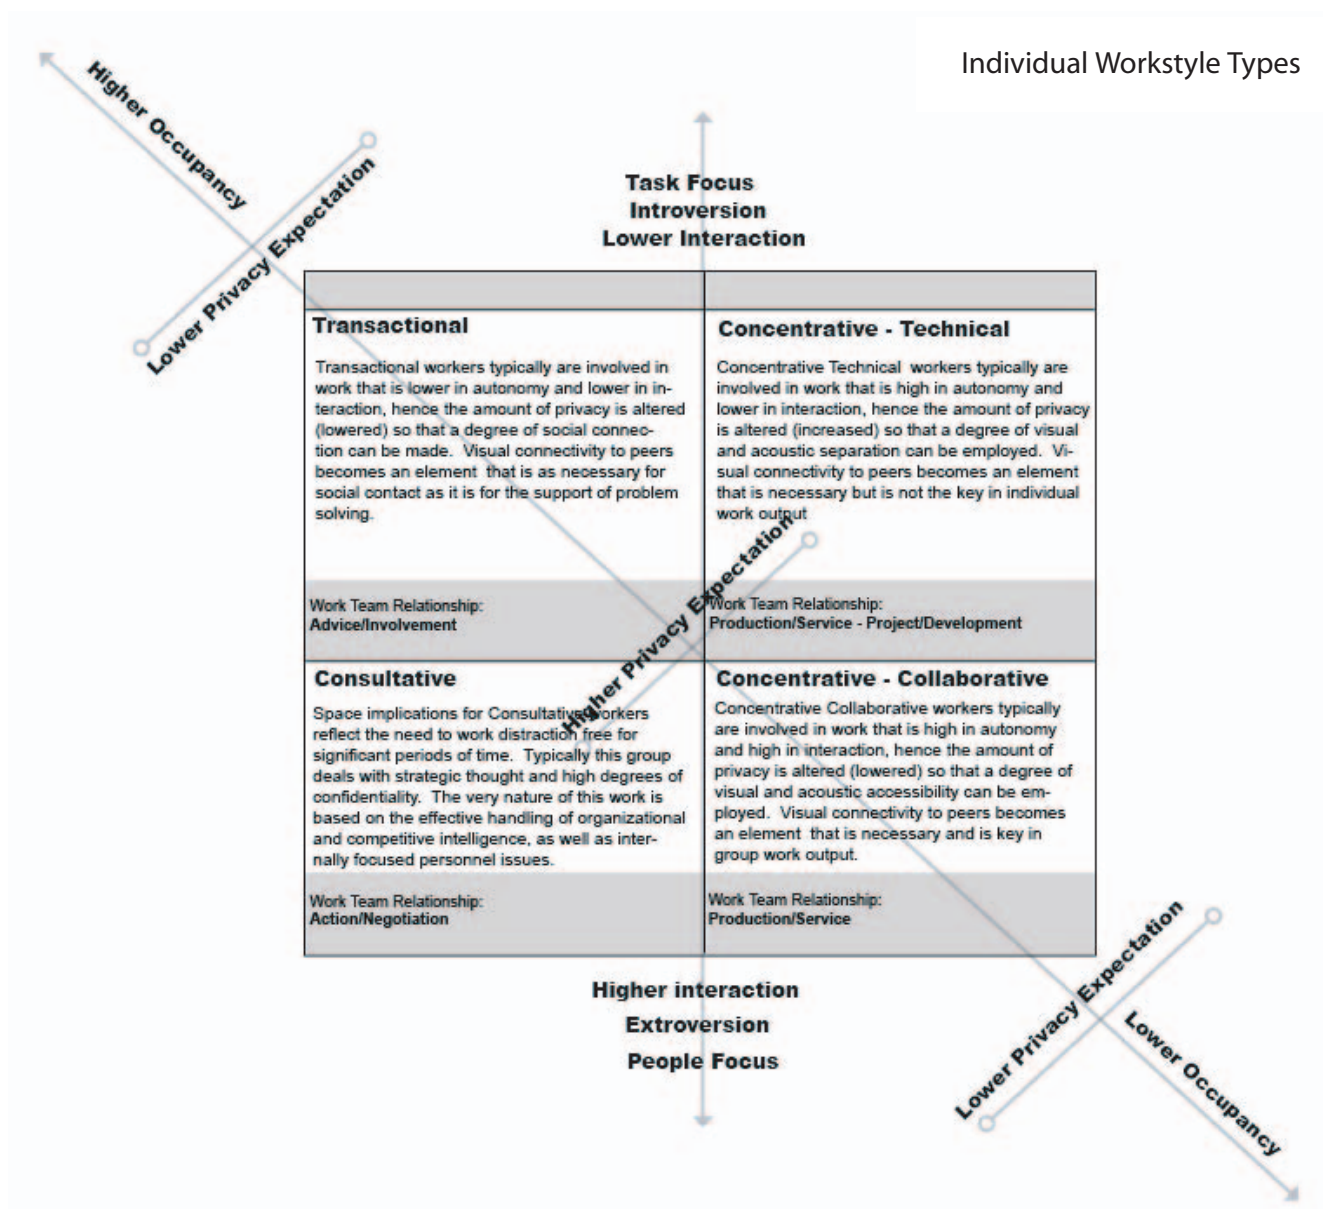 Individual Workstyle Types
Higher Occupancy
Lower Privacy Expectation
Task Focus
Introversion
Lower Interaction
Transactional
Transactional workers typically are involved in
work that is lower in autonomy and lower in in-
teraction, hence the amount of privacy is altered
(lowered) so that a degree of social connec-
tion can be made.  Visual connectivity to peers
becomes an element  that is as necessary for
social contact as it is for the support of problem
solving.
Work Team Relationship:
Advice/Involvement
Concentrative - Technical
Concentrative Technical  workers typically are
involved in work that is high in autonomy and
lower in interaction, hence the amount of privacy
is altered (increased) so that a degree of visual
and acoustic separation can be employed.  Vi-
sual connectivity to peers becomes an element
that is necessary but is not the key in individual
work output
Work Team Relationship:
Production/Service - Project/Development
Higher Privacy Expectation
Consultative
Space implications for Consultative workers
reflect the need to work distraction free for
significant periods of time.  Typically this group
deals with strategic thought and high degrees of
confidentiality.  The very nature of this work is
based on the effective handling of organizational
and competitive intelligence, as well as inter-
nally focused personnel issues.
Work Team Relationship:
Action/Negotiation
Concentrative - Collaborative
Concentrative Collaborative workers typically
are involved in work that is high in autonomy
and high in interaction, hence the amount of
privacy is altered (lowered) so that a degree of
visual and acoustic accessibility can be em-
ployed.  Visual connectivity to peers becomes
an element  that is necessary and is key in
group work output.
Work Team Relationship:
Production/Service
Higher interaction
Extroversion
People Focus
Lower Privacy Expectation
Lower Occupancy